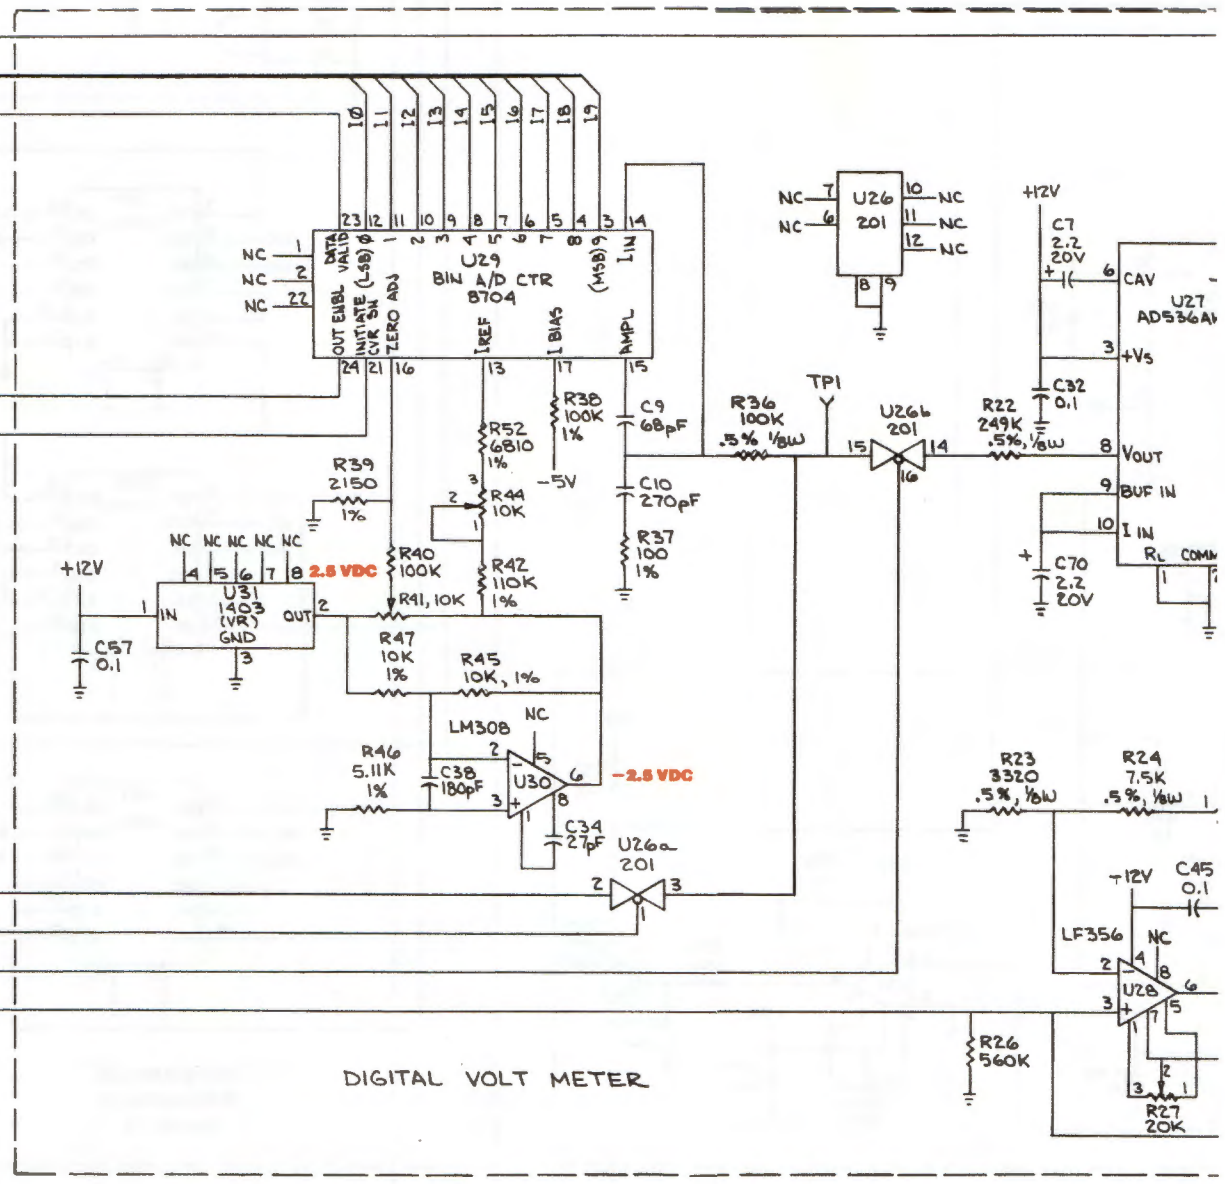 IØ I1 I2 I3 I4 I5 I6 I7 I8 I9
23 12 11 10 9 8 7 6 5 4 3 14
NC 1
NC 2
NC 22
DATA VALID
(LSB) Ø 1 2 3 4 5 6 7 8 (MSB) 9
IIN
U29
BIN A/D CTR
8704
OUT ENBL
INITIATE CVR SN
ZERO ADJ
IREF
I BIAS
AMPL
24 21 16 13 17 15
NC 7
NC 6
U26
201
10 NC
11 NC
12 NC
8 9
+12V
C7
2.2
20V
+
6 CAV
U27
3 +VS
C32
0.1
R38
100K
1%
-5V
C9
68pF
R36
100K
.5% 1/8W
TP1
U26b
201
15 14
16
R22
249K
.5%, 1/8W
8 VOUT
9 BUF IN
10 I IN
RL COMM
1
+
C70
2.2
20V
R52
6810
1%
R39
2150
1%
3
2
1
R44
10K
C10
270pF
R37
100
1%
R42
110K
1%
NC NC NC NC NC
4 5 6 7 8
2.5 VDC
R40
100K
R41, 10K
+12V
1 IN
U31
1403
(VR)
GND
OUT 2
3
C57
0.1
R47
10K
1%
R45
10K, 1%
LM308
NC
2 -
5
U30
6
3 +
1
8
-2.5 VDC
R46
5.11K
1%
C38
180pF
C34
27pF
U26a
201
2 3
1
R23
3320
.5%, 1/8W
R24
7.5K
.5%, 1/8W
+12V
C45
0.1
LF356
NC
2 -
4
8
U28
6
3 +
1
7
5
R26
560K
3 2 1
R27
20K
DIGITAL VOLT METER